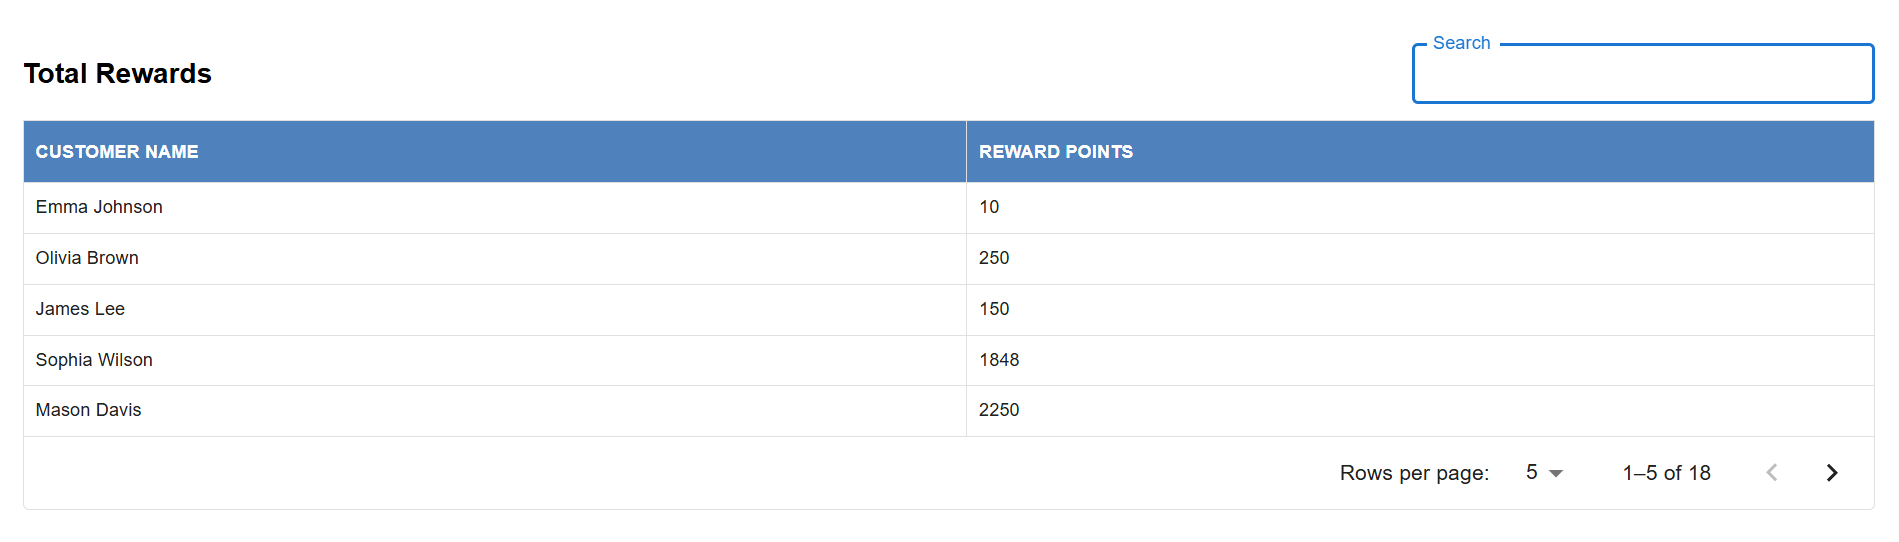 Search
Total Rewards
CUSTOMER NAME REWARD POINTS
Emma Johnson 10
Olivia Brown 250
James Lee 150
Sophia Wilson 1848
Mason Davis 2250
Rows per page: 5 1–5 of 18